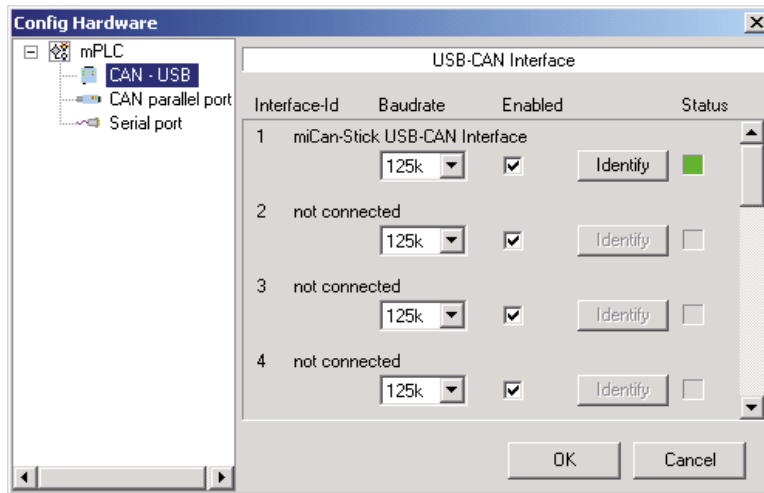 Config Hardware
mPLC
CAN - USB
CAN parallel port
Serial port
USB-CAN Interface
Interface-Id Baudrate Enabled Status
1 miCan-Stick USB-CAN Interface
125k Identify
2 not connected
125k Identify
3 not connected
125k Identify
4 not connected
125k Identify
OK Cancel